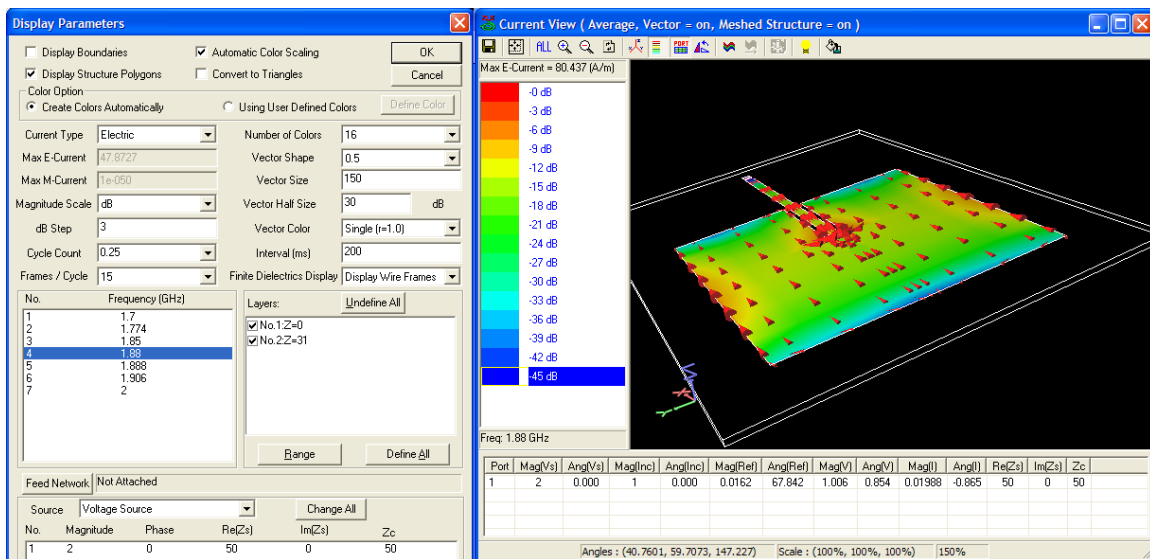 Display Parameters
Display Boundaries
Automatic Color Scaling
OK
Display Structure Polygons
Convert to Triangles
Cancel
Color Option
Create Colors Automatically
Using User Defined Colors
Define Color
Current Type Electric Number of Colors 16
Max E-Current 47.8727 Vector Shape 0.5
Max M-Current 1e-050 Vector Size 150
Magnitude Scale dB Vector Half Size 30 dB
dB Step 3 Vector Color Single (r=1.0)
Cycle Count 0.25 Interval (ms) 200
Frames / Cycle 15 Finite Dielectrics Display Display Wire Frames
No. Frequency (GHz)
1 1.7
2 1.774
3 1.85
4 1.88
5 1.888
6 1.906
7 2
Layers: Undefine All
No.1:Z=0
No.2:Z=31
Range Define All
Feed Network Not Attached
Source Voltage Source Change All
No. Magnitude Phase Re(Zs) Im(Zs) Zc
1 2 0 50 0 50
Current View ( Average, Vector = on, Meshed Structure = on )
ALL
PORT
Max E-Current = 80.437 (A/m)
-0 dB
-3 dB
-6 dB
-9 dB
-12 dB
-15 dB
-18 dB
-21 dB
-24 dB
-27 dB
-30 dB
-33 dB
-36 dB
-39 dB
-42 dB
-45 dB
Freq: 1.88 GHz
Y
Port Mag(Vs) Ang(Vs) Mag(Inc) Ang(Inc) Mag(Ref) Ang(Ref) Mag(V) Ang(V) Mag(I) Ang(I) Re(Zs) Im(Zs) Zc
1 2 0.000 1 0.000 0.0162 67.842 1.006 0.854 0.01988 -0.865 50 0 50
Angles : (40.7601, 59.7073, 147.227) Scale : (100%, 100%, 100%) 150%